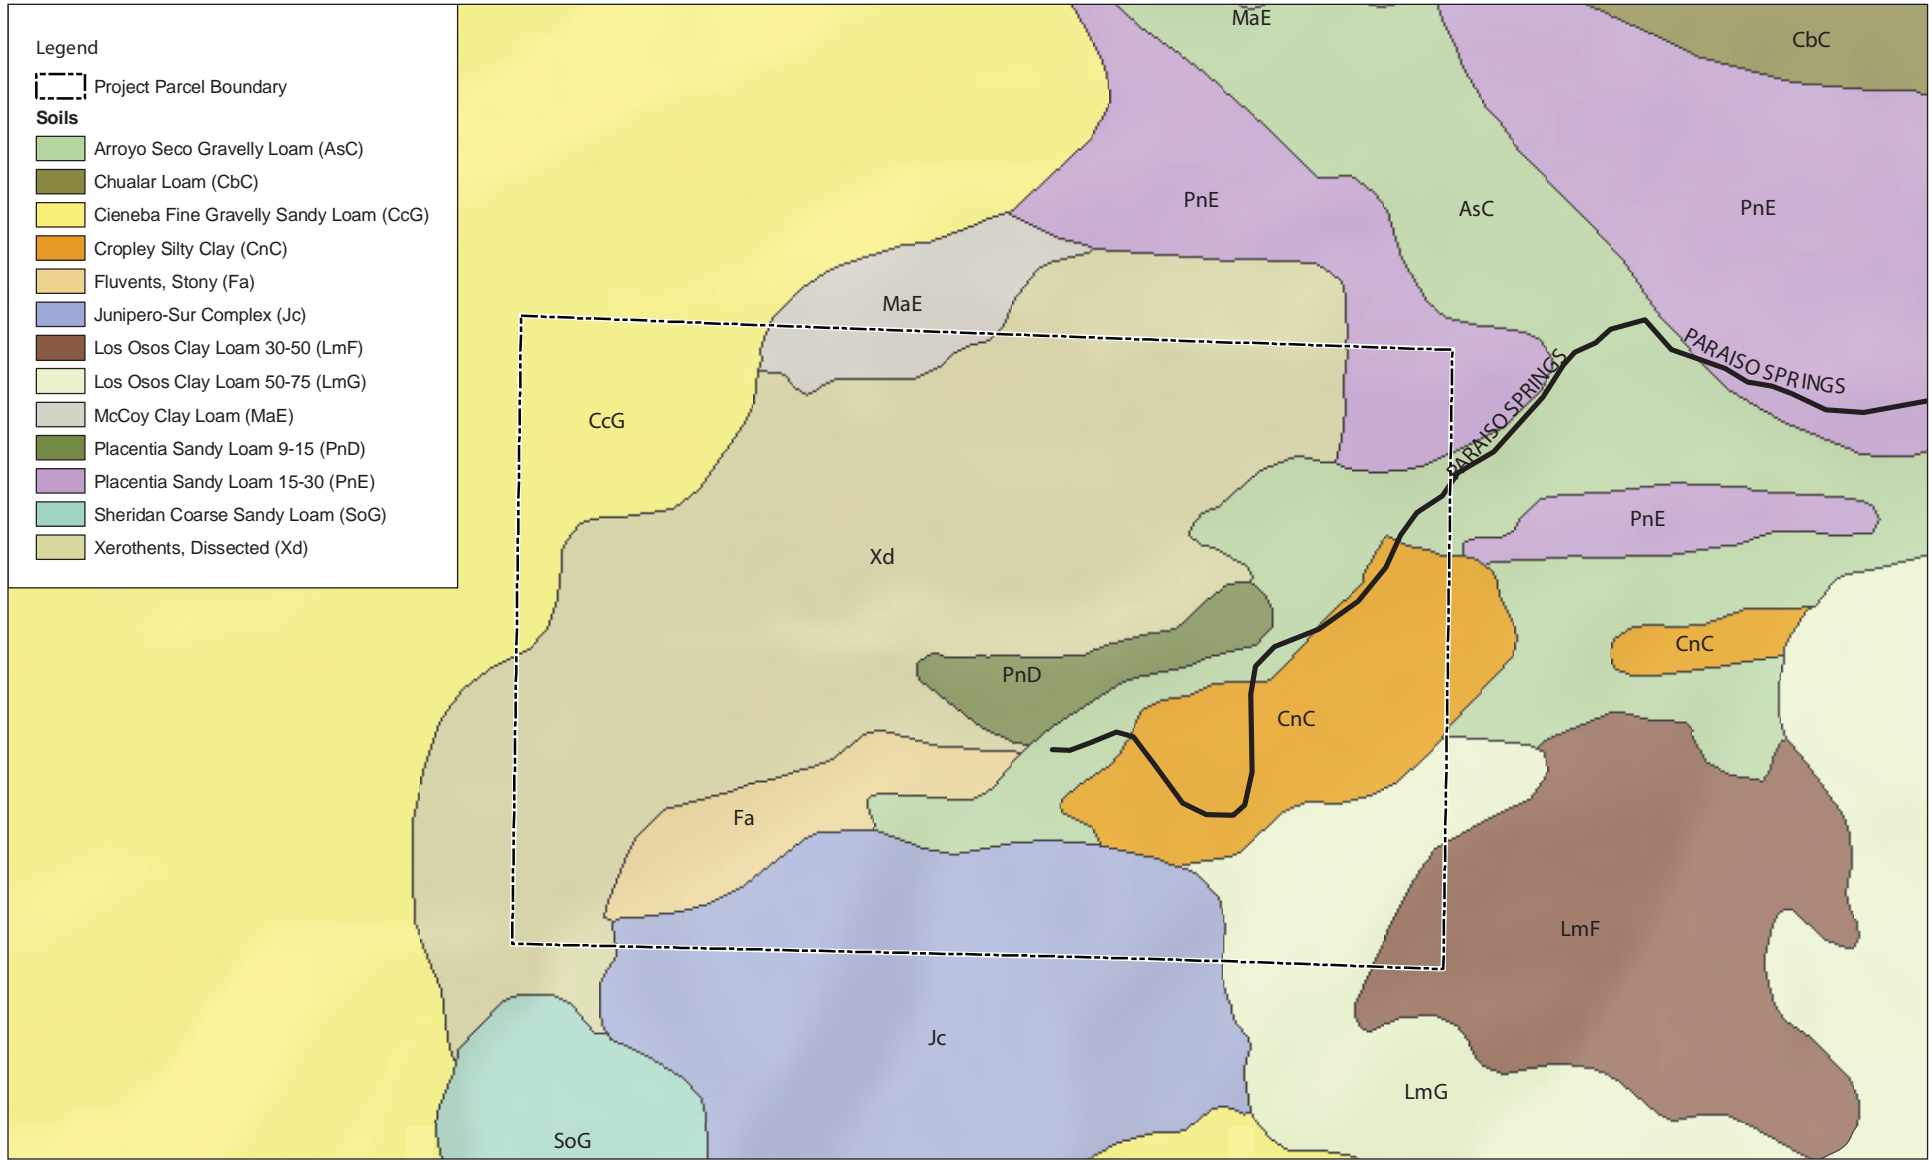 Legend
Project Parcel Boundary
Soils
Arroyo Seco Gravelly Loam (AsC)
Chualar Loam (CbC)
Cieneba Fine Gravelly Sandy Loam (CcG)
Cropley Silty Clay (CnC)
Fluvents, Stony (Fa)
Junipero-Sur Complex (Jc)
Los Osos Clay Loam 30-50 (LmF)
Los Osos Clay Loam 50-75 (LmG)
McCoy Clay Loam (MaE)
Placentia Sandy Loam 9-15 (PnD)
Placentia Sandy Loam 15-30 (PnE)
Sheridan Coarse Sandy Loam (SoG)
Xerothents, Dissected (Xd)
MaE
CbC
PnE
AsC
PnE
MaE
PARAISO SPRINGS
PARAISO SPRINGS
CcG
PnE
Xd
CnC
PnD
CnC
Fa
LmF
Jc
LmG
SoG